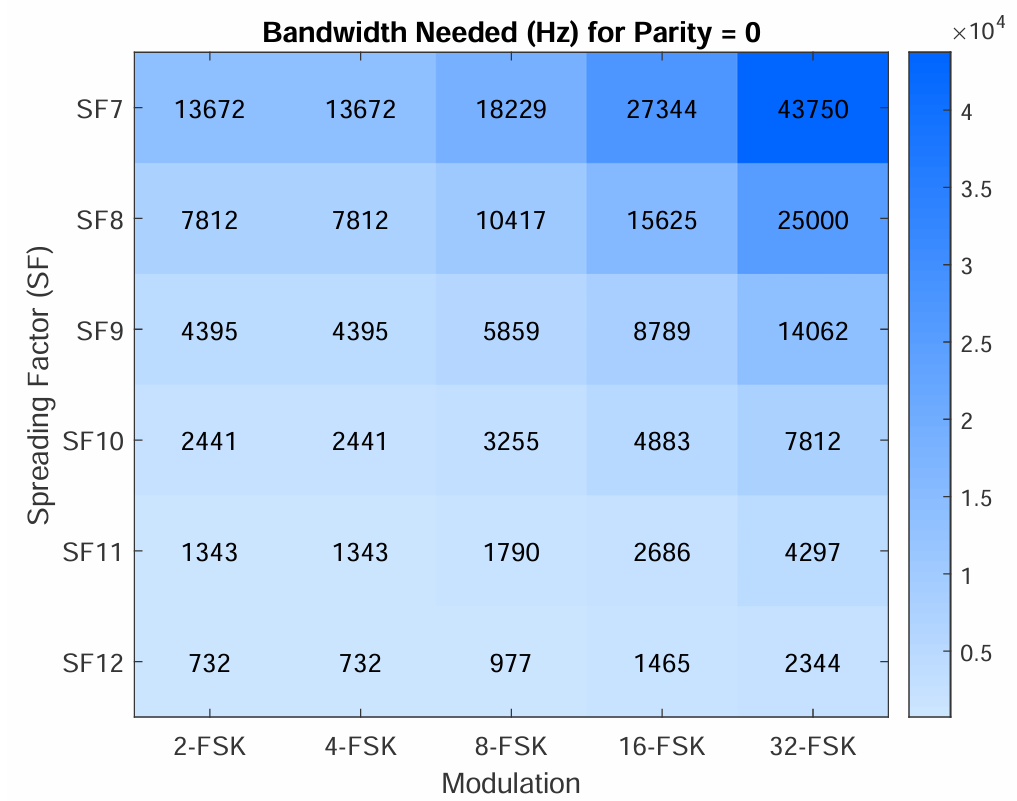 Bandwidth Needed (Hz) for Parity = 0
×10⁴
SF7 13672 13672 18229 27344 43750
SF8 7812 7812 10417 15625 25000
SF9 4395 4395 5859 8789 14062
SF10 2441 2441 3255 4883 7812
SF11 1343 1343 1790 2686 4297
SF12 732 732 977 1465 2344
2-FSK 4-FSK 8-FSK 16-FSK 32-FSK
Modulation
Spreading Factor (SF)
4
3.5
3
2.5
2
1.5
1
0.5